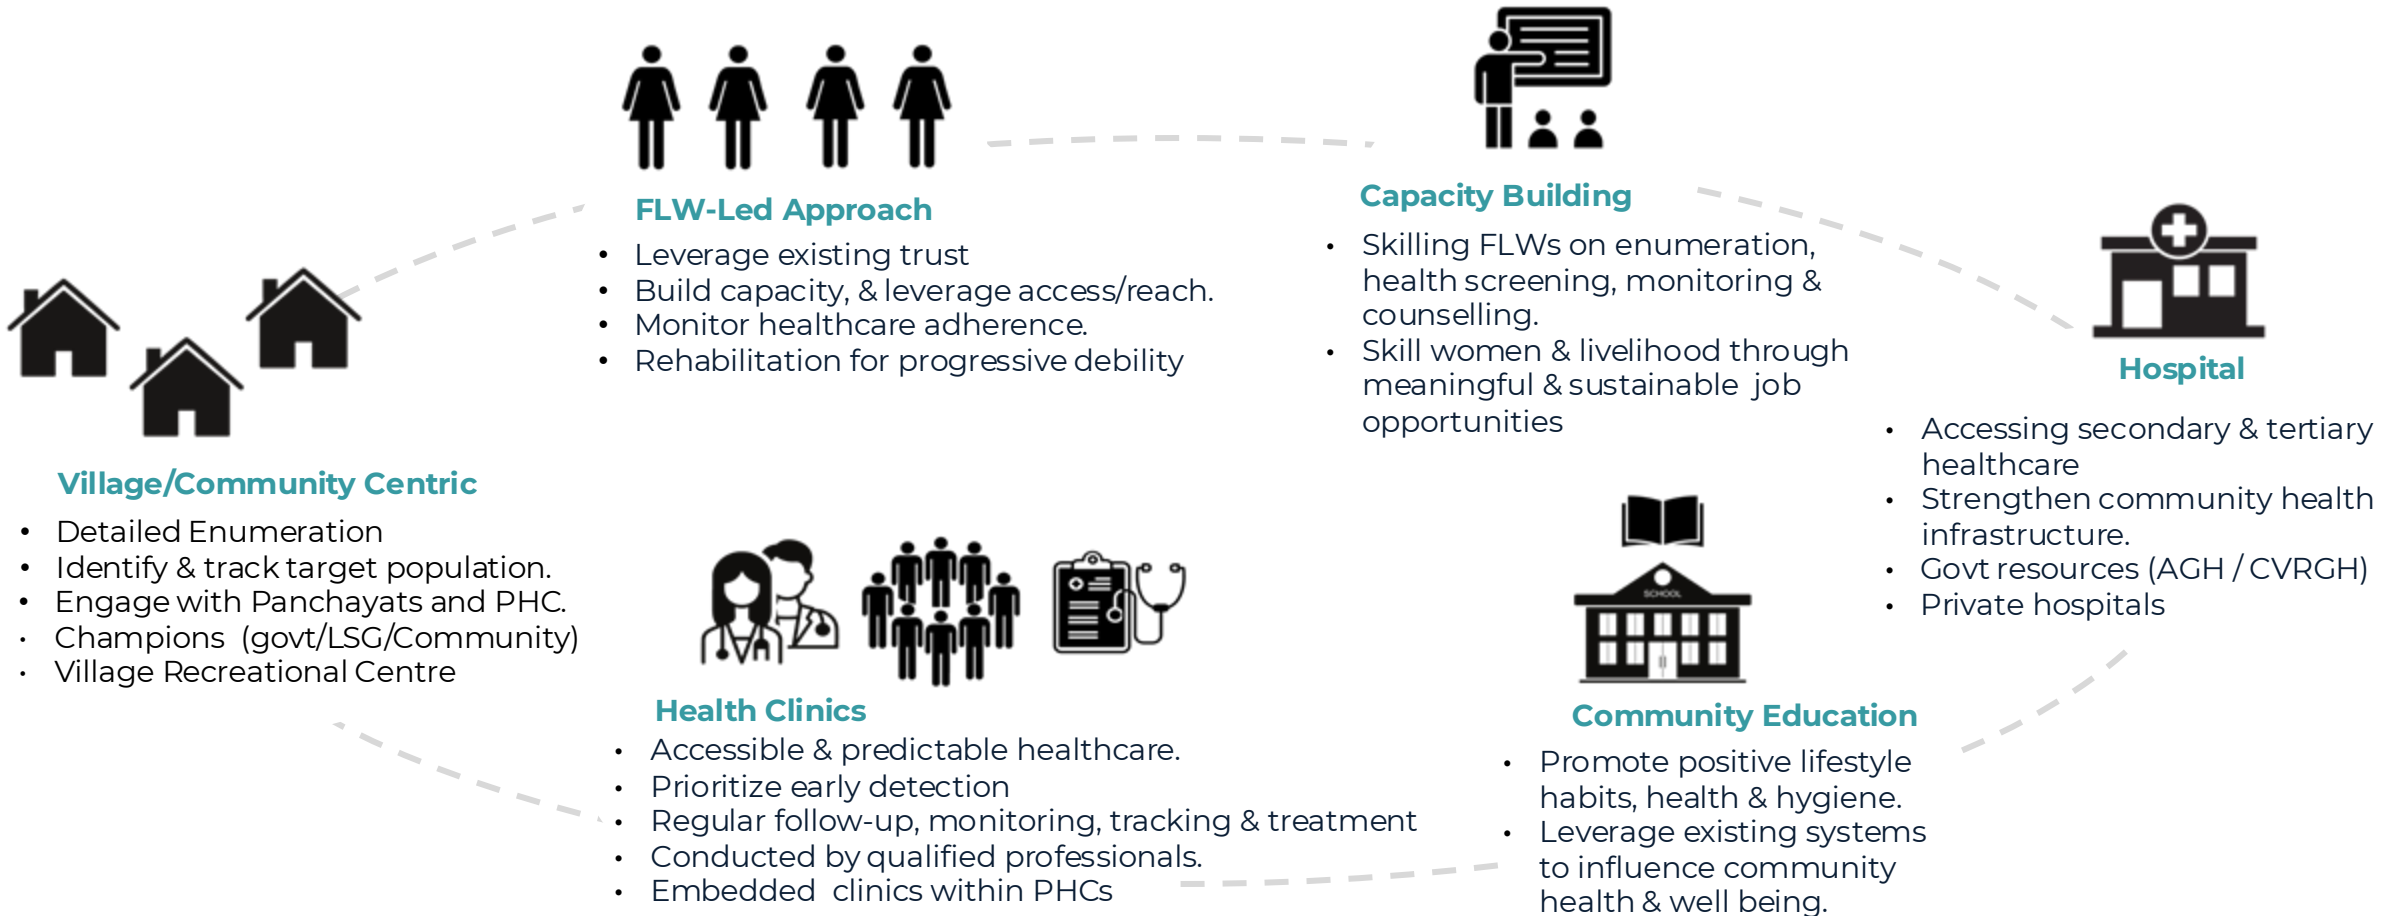 FLW-Led Approach
• Leverage existing trust
• Build capacity, & leverage access/reach.
• Monitor healthcare adherence.
• Rehabilitation for progressive debility
Capacity Building
• Skilling FLWs on enumeration,
health screening, monitoring &
counselling.
• Skill women & livelihood through
meaningful & sustainable job
opportunities
Hospital
• Accessing secondary & tertiary
healthcare
• Strengthen community health
infrastructure.
• Govt resources (AGH / CVRGH)
• Private hospitals
Village/Community Centric
• Detailed Enumeration
• Identify & track target population.
• Engage with Panchayats and PHC.
• Champions (govt/LSG/Community)
• Village Recreational Centre
Health Clinics
• Accessible & predictable healthcare.
• Prioritize early detection
• Regular follow-up, monitoring, tracking & treatment
• Conducted by qualified professionals.
• Embedded clinics within PHCs
SCHOOL
Community Education
• Promote positive lifestyle
habits, health & hygiene.
• Leverage existing systems
to influence community
health & well being.